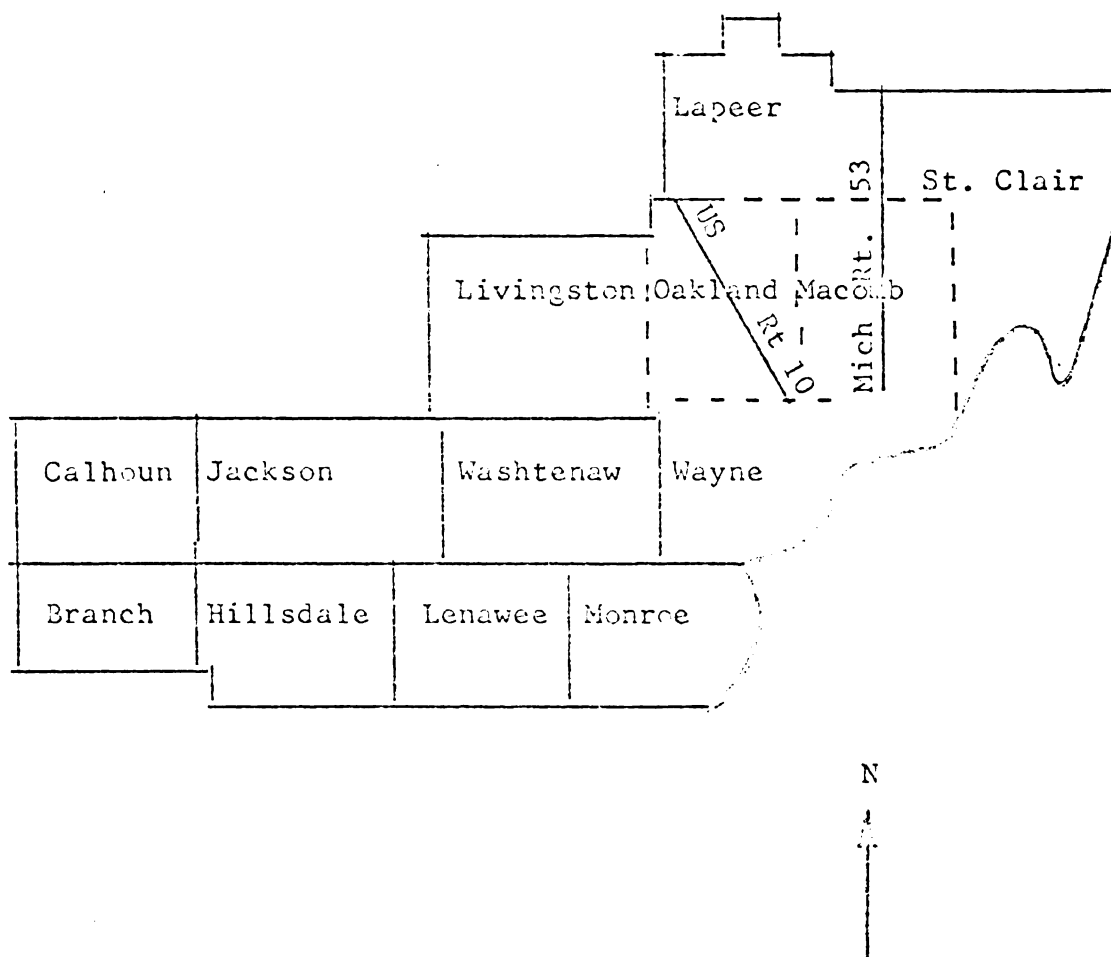 Lapeer
St. Clair
US
Rt 10
Mich Rt. 53
Livingston Oakland Macomb
Calhoun Jackson Washtenaw Wayne
Branch Hillsdale Lenawee Monroe
N